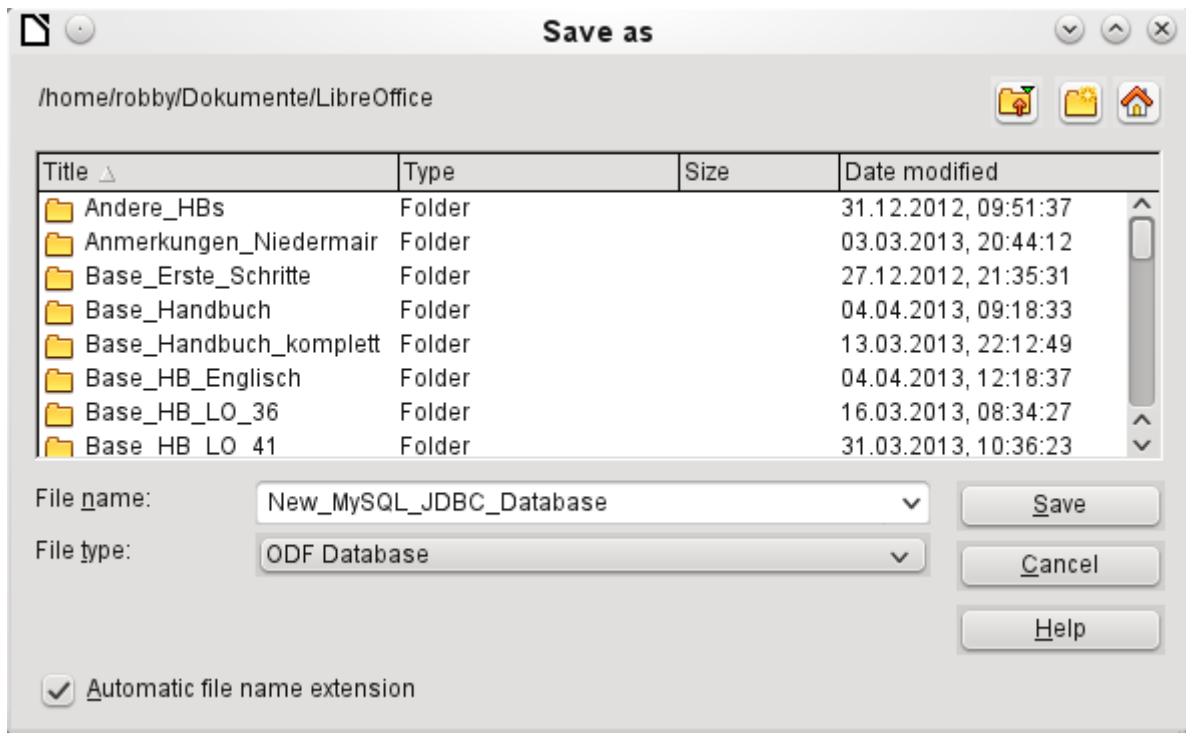 Save as
/home/robby/Dokumente/LibreOffice
Title Type Size Date modified
Andere_HBs Folder 31.12.2012, 09:51:37
Anmerkungen_Niedermair Folder 03.03.2013, 20:44:12
Base_Erste_Schritte Folder 27.12.2012, 21:35:31
Base_Handbuch Folder 04.04.2013, 09:18:33
Base_Handbuch_komplett Folder 13.03.2013, 22:12:49
Base_HB_Englisch Folder 04.04.2013, 12:18:37
Base_HB_LO_36 Folder 16.03.2013, 08:34:27
Base_HB_LO_41 Folder 31.03.2013, 10:36:23
File name: New_MySQL_JDBC_Database Save
File type: ODF Database Cancel
Help
Automatic file name extension